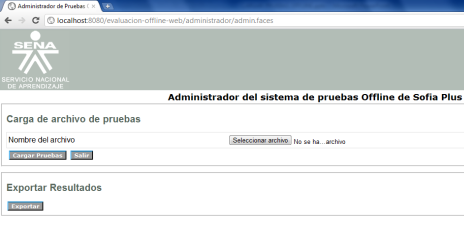 Administrador de Pruebas (
localhost:8080/evaluacion-offline-web/administrador/admin.faces
SENA
SERVICIO NACIONAL
DE APRENDIZAJE
Administrador del sistema de pruebas Offline de Sofia Plus
Carga de archivo de pruebas
Nombre del archivo
Seleccionar archivo No se ha...archivo
Cargar Pruebas Salir
Exportar Resultados
Exportar